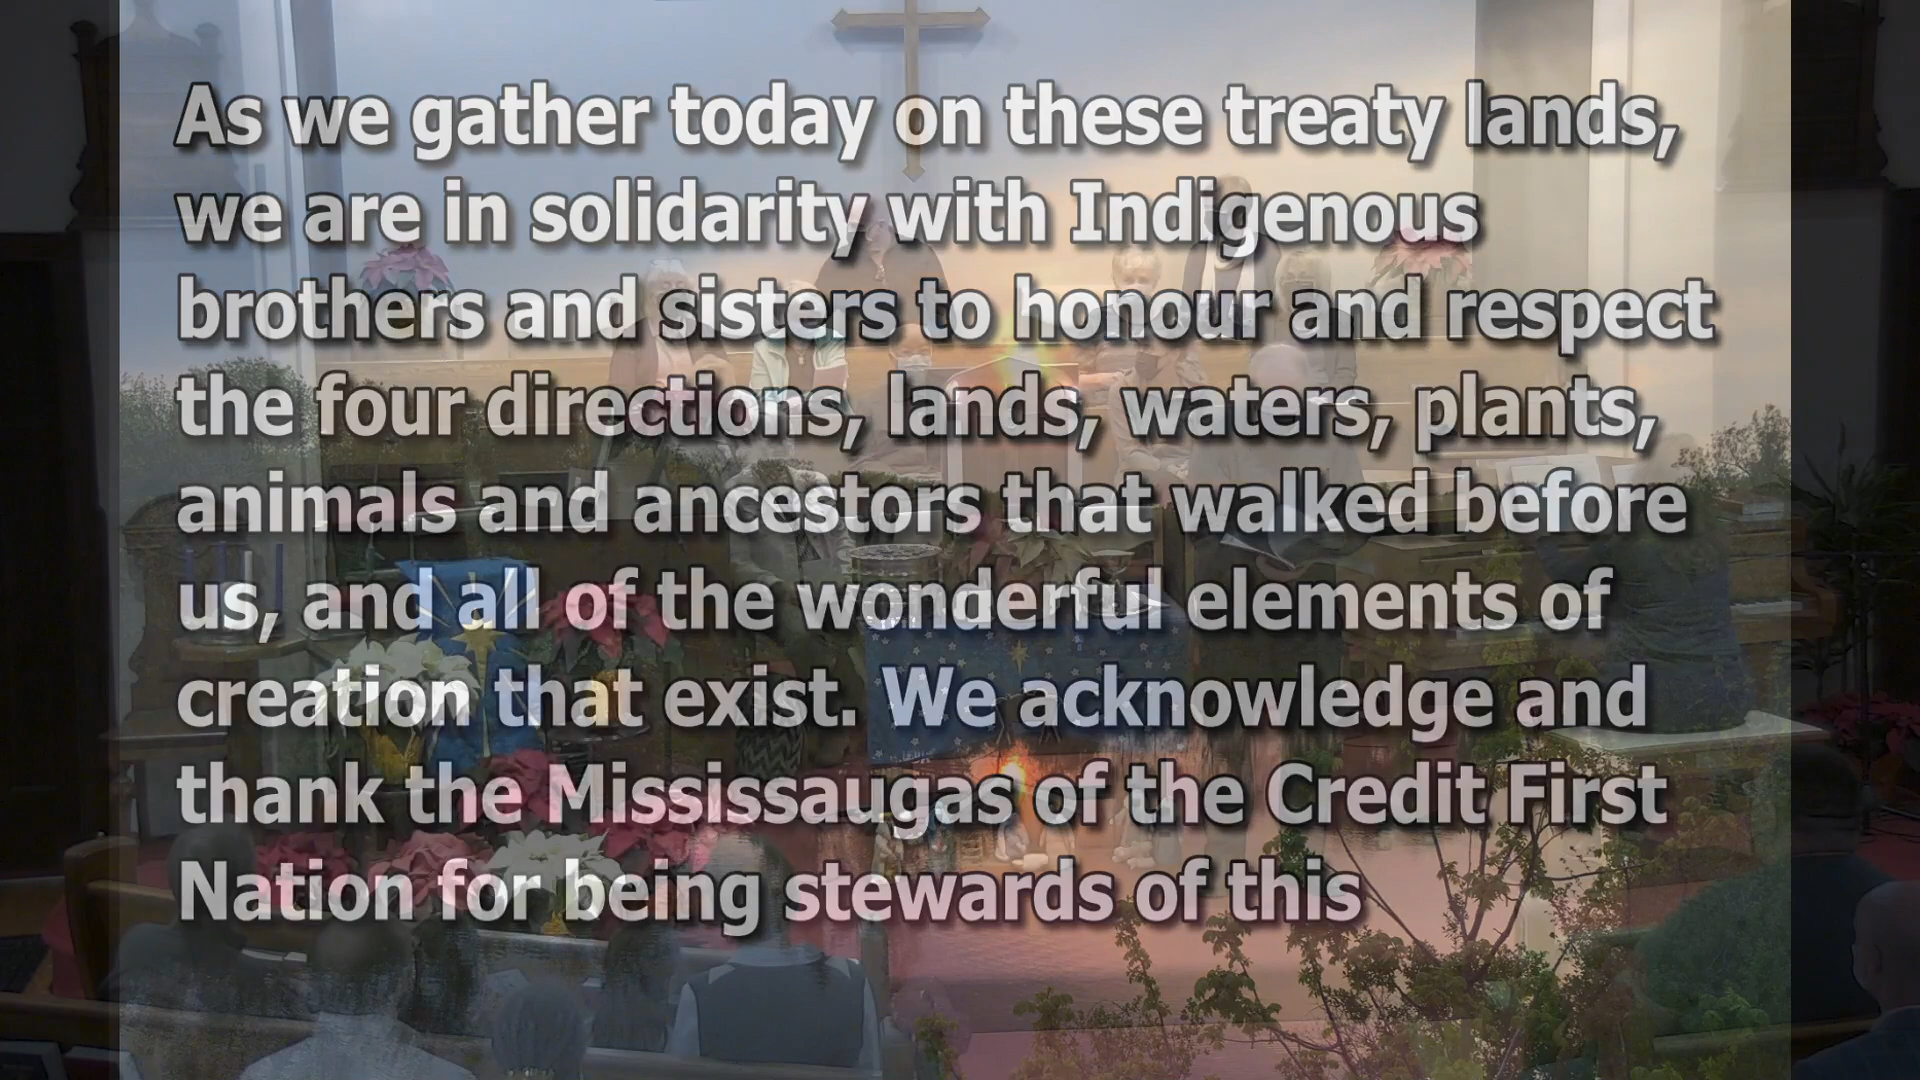 As we gather today on these treaty lands,
we are in solidarity with Indigenous
brothers and sisters to honour and respect
the four directions, lands, waters, plants,
animals and ancestors that walked before
us, and all of the wonderful elements of
creation that exist. We acknowledge and
thank the Mississaugas of the Credit First
Nation for being stewards of this